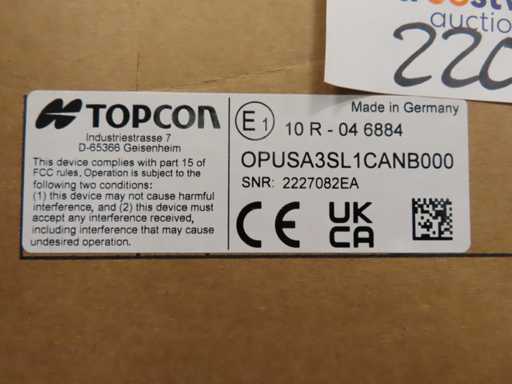 auction
220
TOPCON
Industriestrasse 7
D-65366 Geisenheim
This device complies with part 15 of
FCC rules, Operation is subject to the
following two conditions:
(1) this device may not cause harmful
interference, and (2) this device must
accept any interference received,
including interference that may cause
undesired operation.
Made in Germany
E1
10 R - 04 6884
OPUSA3SL1CANB000
SNR: 2227082EA
CE
UK
CA